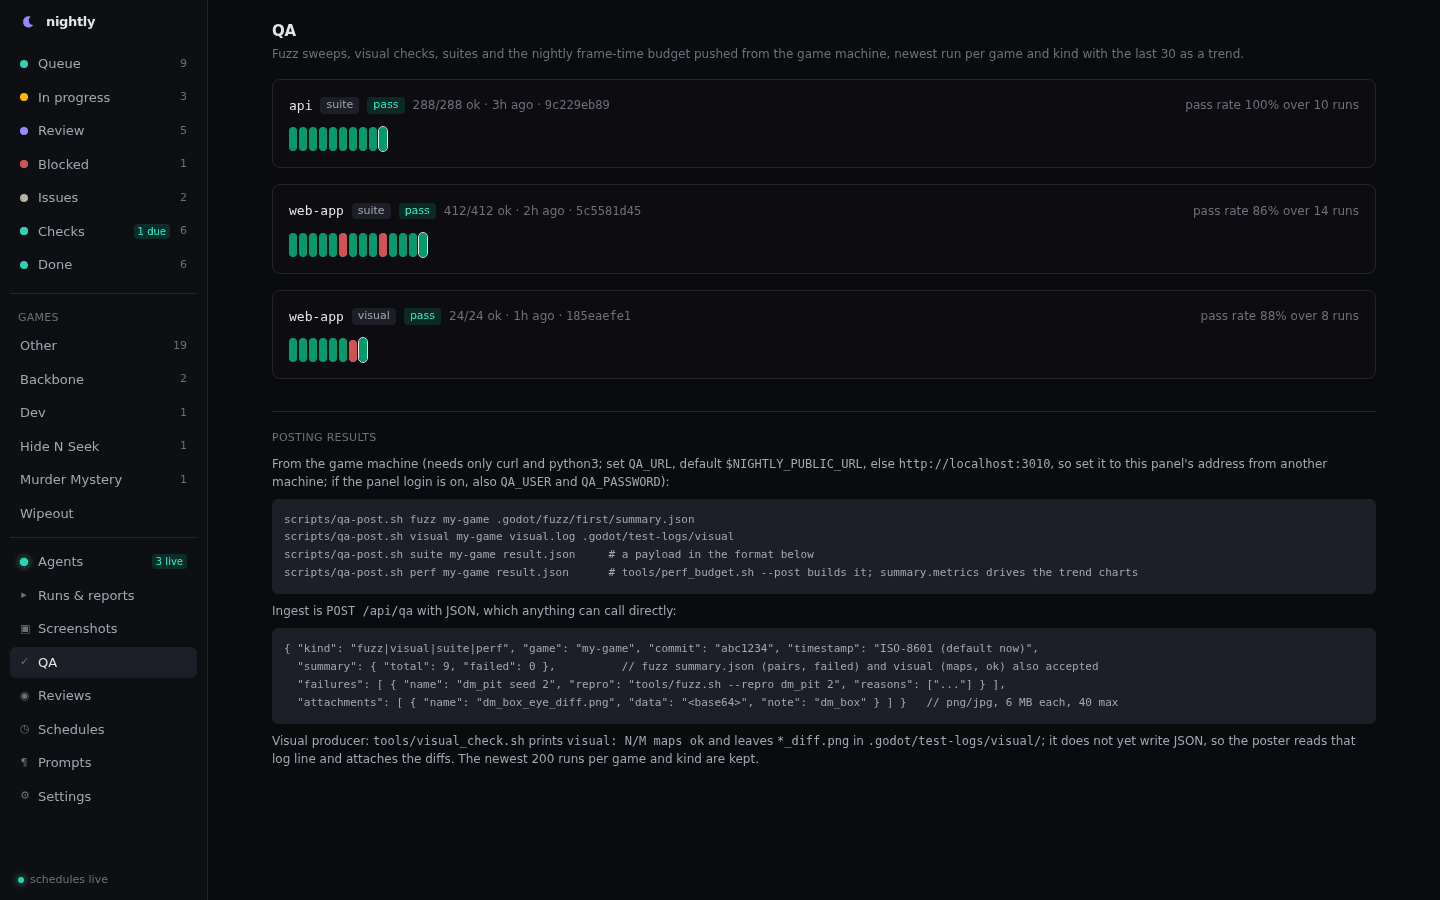 nightly
Queue 9
In progress 3
Review 5
Blocked 1
Issues 2
Checks 1 due 6
Done 6
GAMES
Other 19
Backbone 2
Dev 1
Hide N Seek 1
Murder Mystery 1
Wipeout
Agents 3 live
Runs & reports
Screenshots
QA
Reviews
Schedules
Prompts
Settings
schedules live
QA
Fuzz sweeps, visual checks, suites and the nightly frame-time budget pushed from the game machine, newest run per game and kind with the last 30 as a trend.
api suite pass 288/288 ok · 3h ago · 9c229eb89 pass rate 100% over 10 runs
web-app suite pass 412/412 ok · 2h ago · 5c5581d45 pass rate 86% over 14 runs
web-app visual pass 24/24 ok · 1h ago · 185eaefe1 pass rate 88% over 8 runs
POSTING RESULTS
From the game machine (needs only curl and python3; set QA_URL, default $NIGHTLY_PUBLIC_URL, else http://localhost:3010, so set it to this panel's address from another
machine; if the panel login is on, also QA_USER and QA_PASSWORD):
scripts/qa-post.sh fuzz my-game .godot/fuzz/first/summary.json
scripts/qa-post.sh visual my-game visual.log .godot/test-logs/visual
scripts/qa-post.sh suite my-game result.json # a payload in the format below
scripts/qa-post.sh perf my-game result.json # tools/perf_budget.sh --post builds it; summary.metrics drives the trend charts
Ingest is POST /api/qa with JSON, which anything can call directly:
{ "kind": "fuzz|visual|suite|perf", "game": "my-game", "commit": "abc1234", "timestamp": "ISO-8601 (default now)",
"summary": { "total": 9, "failed": 0 }, // fuzz summary.json (pairs, failed) and visual (maps, ok) also accepted
"failures": [ { "name": "dm_pit seed 2", "repro": "tools/fuzz.sh --repro dm_pit 2", "reasons": ["..."] } ],
"attachments": [ { "name": "dm_box_eye_diff.png", "data": "<base64>", "note": "dm_box" } ] } // png/jpg, 6 MB each, 40 max
Visual producer: tools/visual_check.sh prints visual: N/M maps ok and leaves *_diff.png in .godot/test-logs/visual/; it does not yet write JSON, so the poster reads that
log line and attaches the diffs. The newest 200 runs per game and kind are kept.